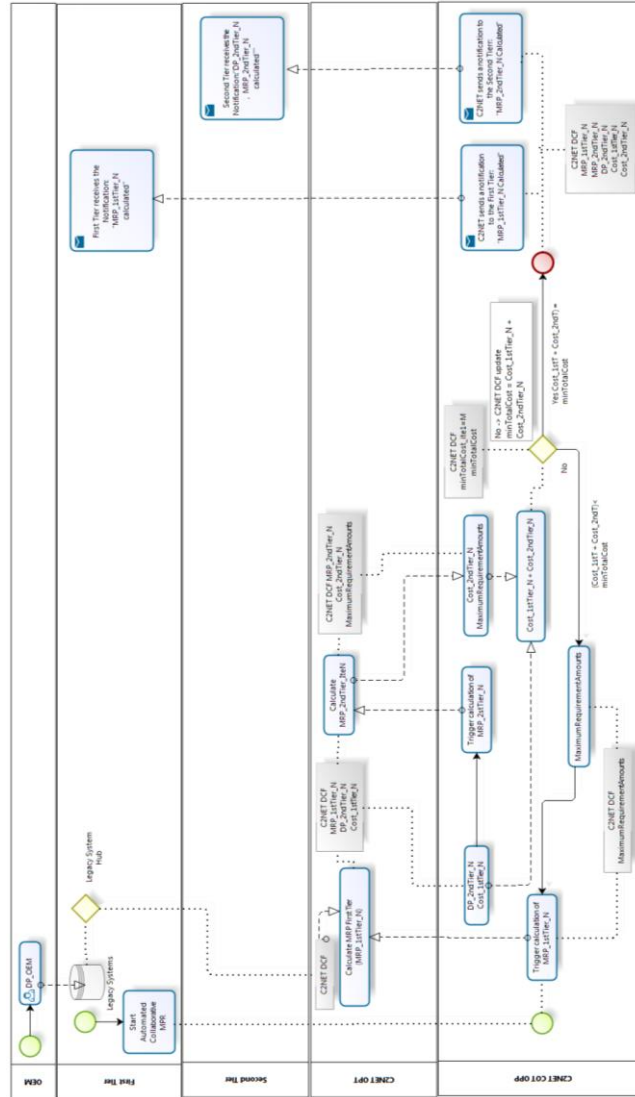 OEM
DP_OEM
First Tier
Legacy Systems
Legacy System
Hub
Start
Automated
Collaborative
MPR
First Tier receives the
Notification:
"MRP_1stTier_N
calculated"
Second Tier
Second Tier receives the
Notification:"DP_2ndTier_N
, MRP_2ndTier_N
calculated""
C2NET OPT
C2NET DCF
Calculate MRP First Tier
(MRP_1stTier_N)
C2NET DCF
MRP_1stTier_N
DP_2ndTier_N
Cost_1stTier_N
Calculate
MRP_2ndTier_IteN
C2NET DCF MRP_2ndTier_N
Cost_2ndTier_N
MaximumRequirementAmounts
C2NET COT OPP
Trigger calculation of
MRP_1stTier_N
DP_2ndTier_N
Cost_1stTier_N
Trigger calculation of
MRP_2stTier_N
Cost_2ndTier_N
MaximumRequirementAmounts
Cost_1stTier_N + Cost_2ndTier_N
C2NET DCF
minTotalCost_ite1=M
minTotalCost
No -> C2NET DCF update
minTotalCost = Cost_1stTier_N +
Cost_2ndTier_N
No
Yes Cost_1stT + Cost_2ndT) =
minTotalCost
(Cost_1stT + Cost_2ndT)<
minTotalCost
MaximumRequirementAmounts
C2NET DCF
MaximumRequirementAmounts
C2NET sends a notification
to the First Tier:
"MRP_1stTier_N Calculated"
C2NET sends a notification to
the Second Tier:
"MRP_2ndTier_N Calculated"
C2NET DCF
MRP_1stTier_N
MRP_2ndTier_N
DP_2ndTier_N
Cost_1stTier_N
Cost_2ndTier_N